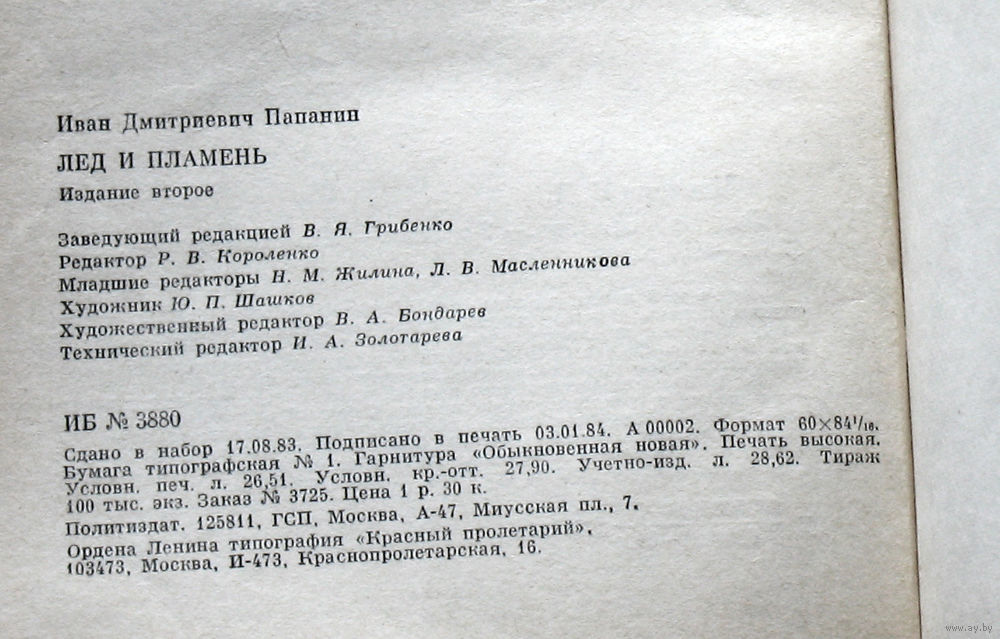 Иван Дмитриевич Папанин
ЛЕД И ПЛАМЕНЬ
Издание второе
Заведующий редакцией В. Я. Грибенко
Редактор Р. В. Короленко
Младшие редакторы Н. М. Жилина, Л. В. Масленникова
Художник Ю. П. Шашков
Художественный редактор В. А. Бондарев
Технический редактор И. А. Золотарева
ИБ № 3880
Сдано в набор 17.08.83. Подписано в печать 03.01.84. А 00002. Формат 60×84¹/₁₆.
Бумага типографская № 1. Гарнитура «Обыкновенная новая». Печать высокая.
Условн. печ. л. 26,51. Условн. кр.-отт. 27,90. Учетно-изд. л. 28,62. Тираж
100 тыс. экз. Заказ № 3725. Цена 1 р. 30 к.
Политиздат. 125811, ГСП, Москва, А-47, Миусская пл., 7.
Ордена Ленина типография «Красный пролетарий».
103473, Москва, И-473, Краснопролетарская, 16.
www.ay.by